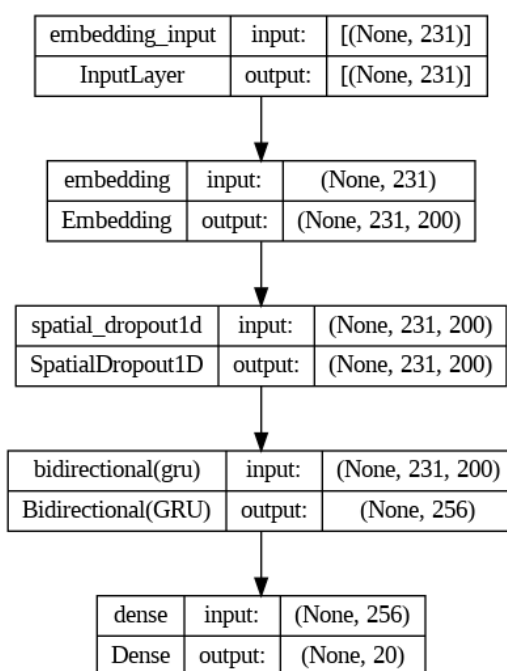 embedding_input input: [(None, 231)]
InputLayer output: [(None, 231)]
embedding input: (None, 231)
Embedding output: (None, 231, 200)
spatial_dropout1d input: (None, 231, 200)
SpatialDropout1D output: (None, 231, 200)
bidirectional(gru) input: (None, 231, 200)
Bidirectional(GRU) output: (None, 256)
dense input: (None, 256)
Dense output: (None, 20)